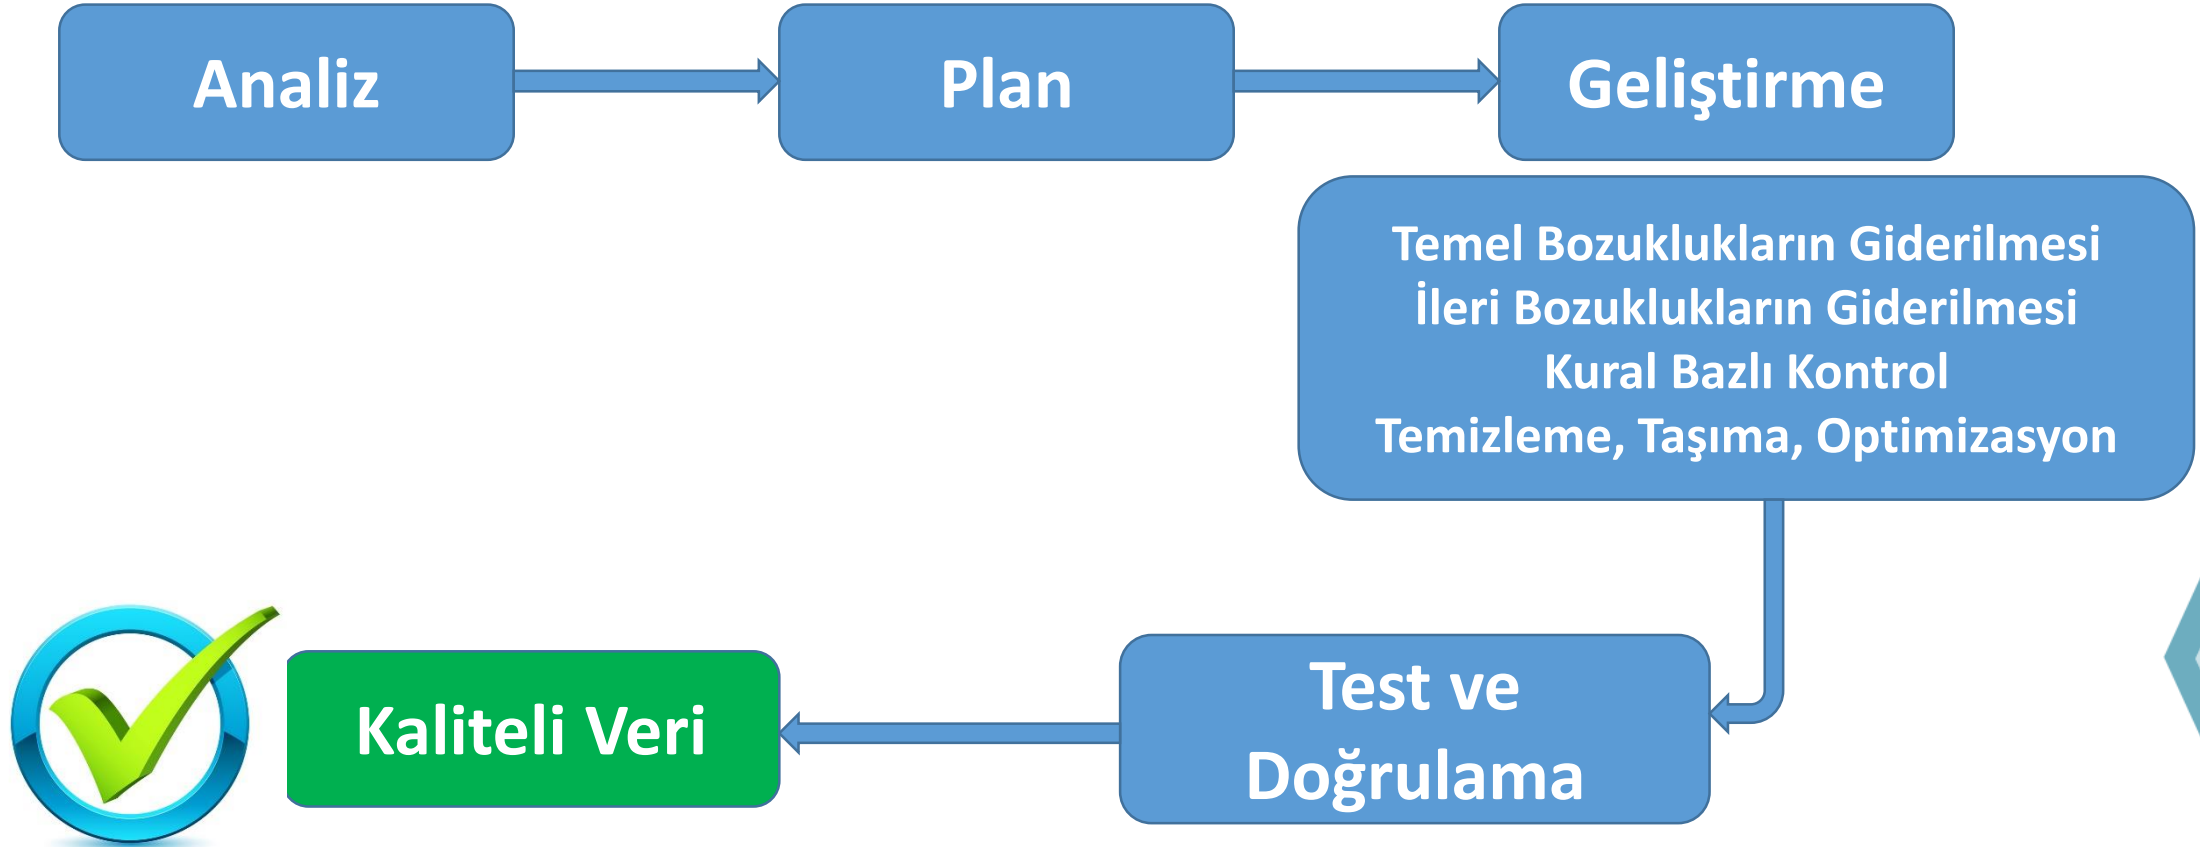 Analiz
Plan
Geliştirme
Temel Bozuklukların Giderilmesi
İleri Bozuklukların Giderilmesi
Kural Bazlı Kontrol
Temizleme, Taşıma, Optimizasyon
Test ve
Doğrulama
Kaliteli Veri